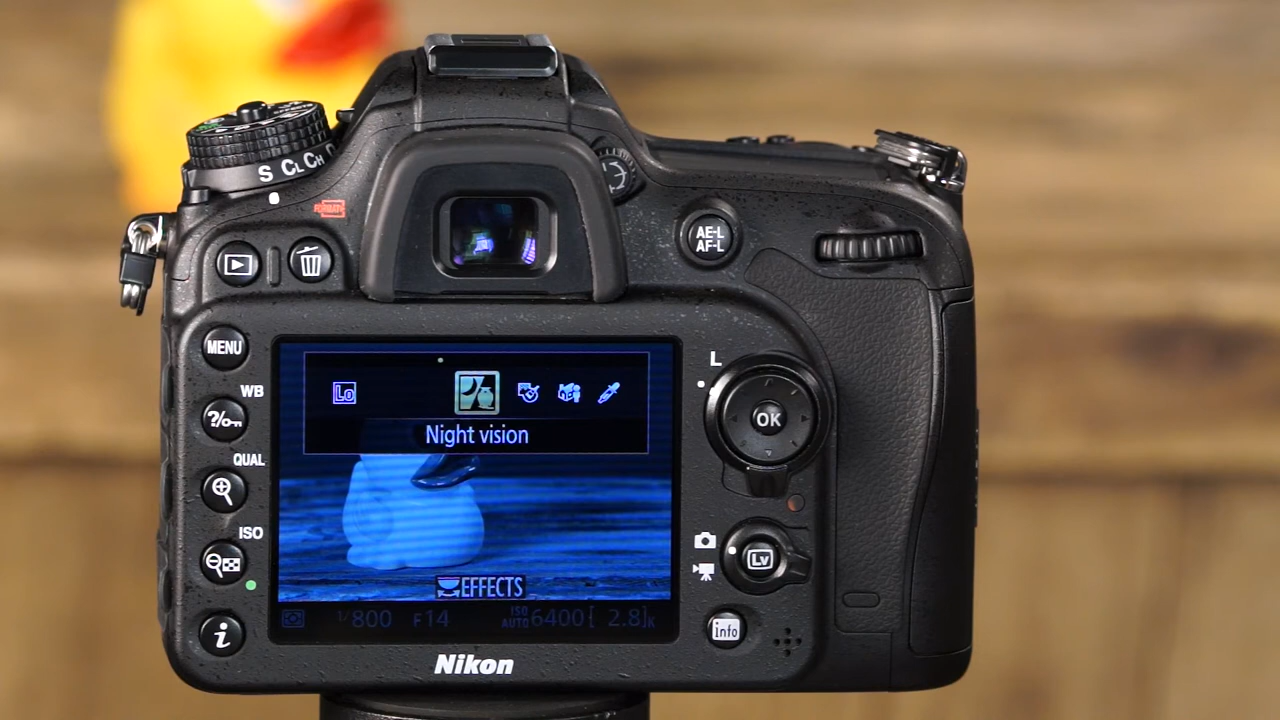 S CL CH
FORMAT
AE-L
AF-L
MENU
L
WB
Lo
?
OK
Night vision
QUAL
ISO
EFFECTS
Lv
1/800 F14 ISO AUTO 6400 [ 2.8]K
i
info
Nikon